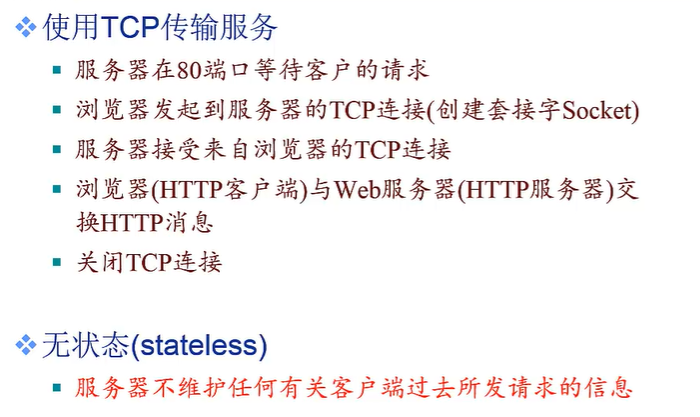 使用TCP传输服务
服务器在80端口等待客户的请求
浏览器发起到服务器的TCP连接(创建套接字Socket)
服务器接受来自浏览器的TCP连接
浏览器(HTTP客户端)与Web服务器(HTTP服务器)交
换HTTP消息
关闭TCP连接
无状态(stateless)
服务器不维护任何有关客户端过去所发请求的信息